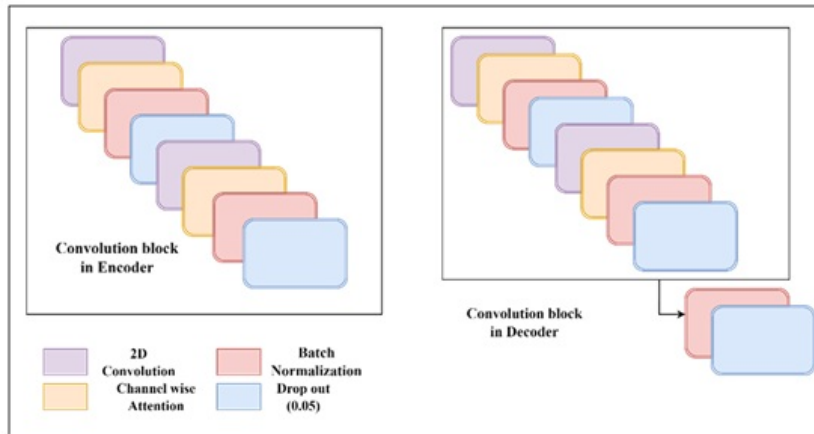 Convolution block
in Encoder
Convolution block
in Decoder
2D
Convolution
Batch
Normalization
Channel wise
Attention
Drop out
(0.05)